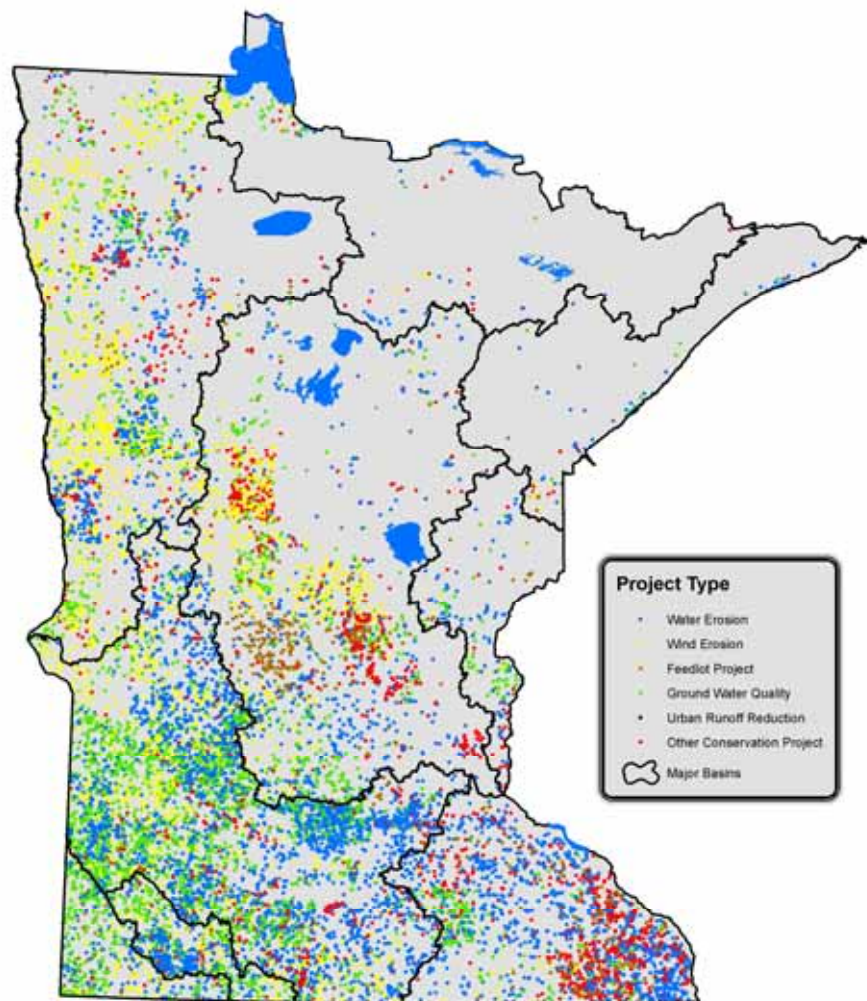 Project Type
Water Erosion
Wind Erosion
Feedlot Project
Ground Water Quality
Urban Runoff Reduction
Other Conservation Project
Major Basins